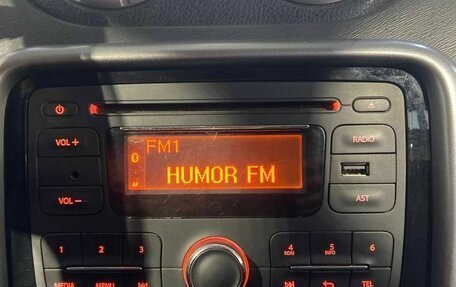 VOL +
VOL −
FM1
AF
HUMOR FM
RADIO
AUX
AST
1 2 3
4 5 6
RDM INFO
MEDIA MENU
TEL